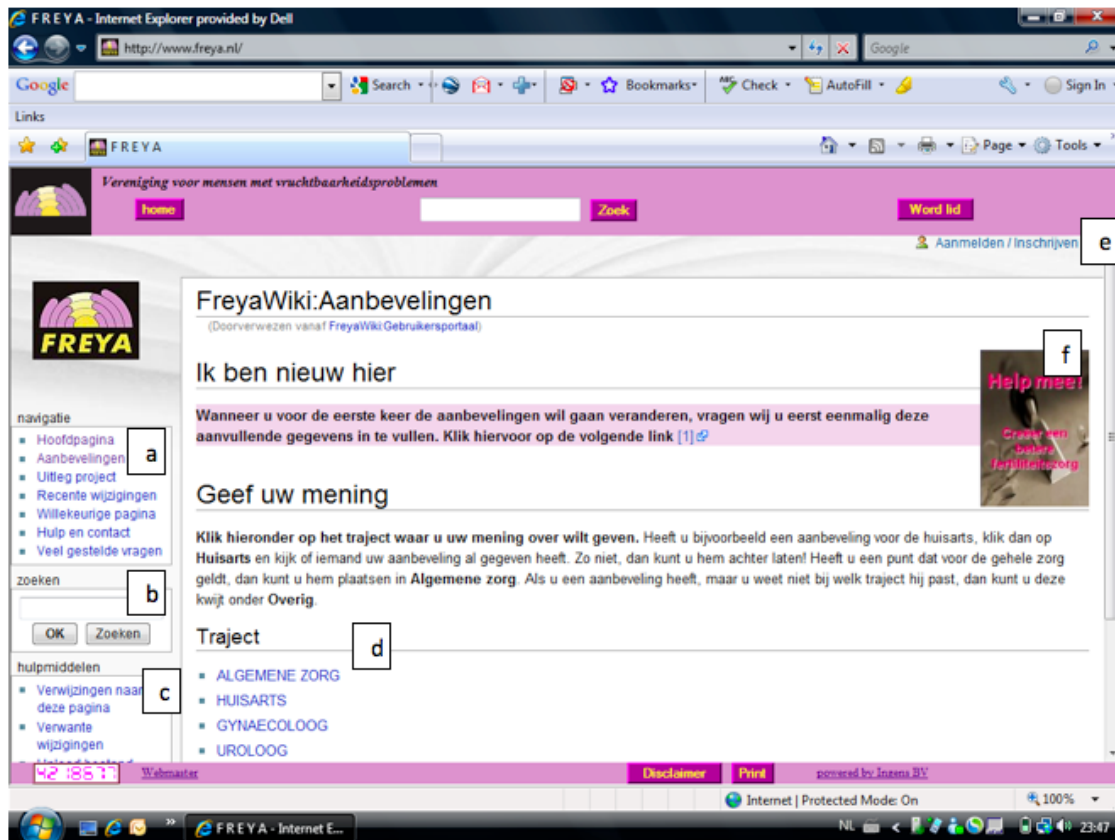 FREYA - Internet Explorer provided by Dell
http://www.freya.nl/
Google
Google
Search
Bookmarks
Check
AutoFill
Sign In
Links
FREYA
Page
Tools
Vereniging voor mensen met vruchtbaarheidsproblemen
home
Zoek
Word lid
Aanmelden / Inschrijven
e
FREYA
FreyaWiki:Aanbevelingen
(Doorverwezen vanaf FreyaWiki:Gebruikersportaal)
f
Ik ben nieuw hier
Help mee!
Creëer een
betere
fertiliteitszorg
Wanneer u voor de eerste keer de aanbevelingen wil gaan veranderen, vragen wij u eerst eenmalig deze
aanvullende gegevens in te vullen. Klik hiervoor op de volgende link [1]
navigatie
Hoofdpagina
Aanbevelingen
a
Uitleg project
Recente wijzigingen
Willekeurige pagina
Hulp en contact
Veel gestelde vragen
Geef uw mening
Klik hieronder op het traject waar u uw mening over wilt geven. Heeft u bijvoorbeeld een aanbeveling voor de huisarts, klik dan op
Huisarts en kijk of iemand uw aanbeveling al gegeven heeft. Zo niet, dan kunt u hem achter laten! Heeft u een punt dat voor de gehele zorg
geldt, dan kunt u hem plaatsen in Algemene zorg. Als u een aanbeveling heeft, maar u weet niet bij welk traject hij past, dan kunt u deze
kwijt onder Overig.
zoeken
b
OK
Zoeken
Traject
d
ALGEMENE ZORG
HUISARTS
GYNAECOLOOG
UROLOOG
hulpmiddelen
c
Verwijzingen naar
deze pagina
Verwante
wijzigingen
Upload bestand
4218677
Webmaster
Disclaimer
Print
powered by Ingena BV
Internet | Protected Mode: On
100%
FREYA - Internet E...
NL
23:47